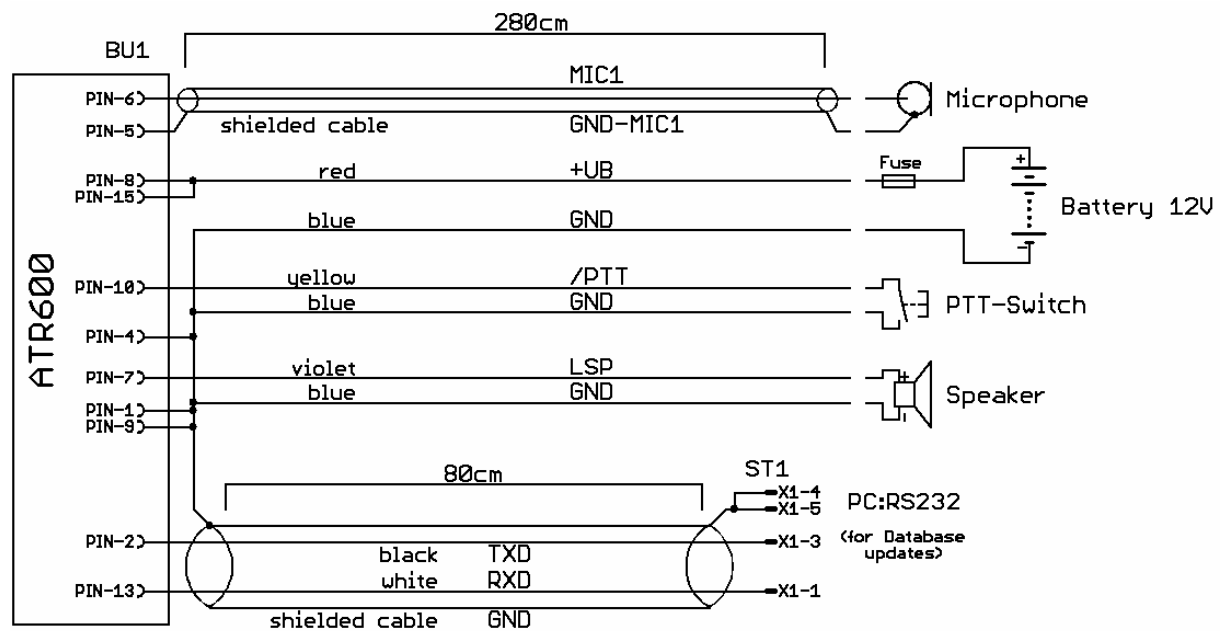 280cm
BU1
MIC1
PIN-6
Microphone
PIN-5
shielded cable
GND-MIC1
Fuse
red
+UB
PIN-8
+
PIN-15
Battery 12V
blue
GND
-
ATR600
yellow
/PTT
PIN-10
blue
GND
PTT-Switch
PIN-4
violet
LSP
PIN-7
+
blue
GND
Speaker
PIN-1
-
PIN-9
80cm
ST1
X1-4
PC:RS232
X1-5
PIN-2
X1-3
(for Database
updates)
black
TXD
white
RXD
PIN-13
X1-1
shielded cable
GND